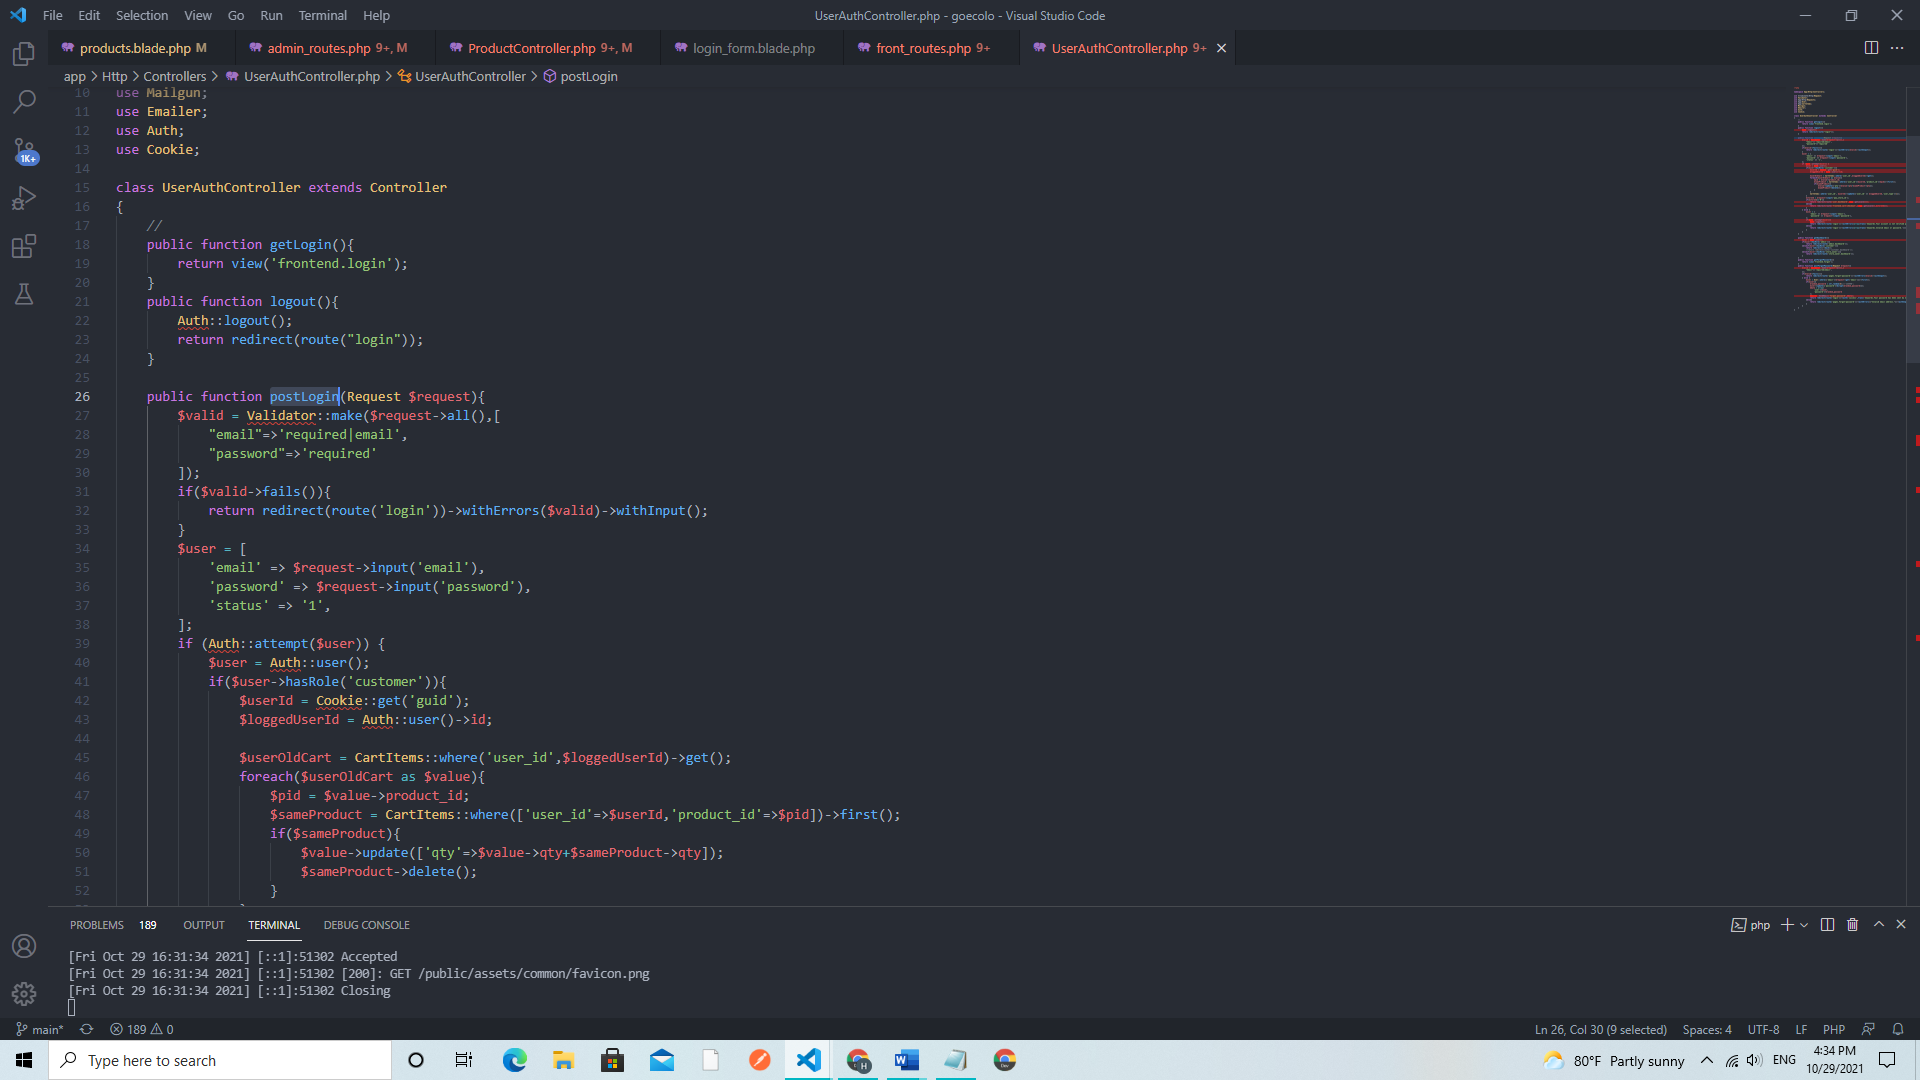 File Edit Selection View Go Run Terminal Help
UserAuthController.php - goecolo - Visual Studio Code
products.blade.php M admin_routes.php 9+, M ProductController.php 9+, M login_form.blade.php front_routes.php 9+ UserAuthController.php 9+
app > Http > Controllers > UserAuthController.php > UserAuthController > postLogin
10 use Mailgun;
11 use Emailer;
12 use Auth;
13 use Cookie;
14
15 class UserAuthController extends Controller
16 {
17 //
18 public function getLogin(){
19 return view('frontend.login');
20 }
21 public function logout(){
22 Auth::logout();
23 return redirect(route("login"));
24 }
25
26 public function postLogin(Request $request){
27 $valid = Validator::make($request->all(),[
28 "email"=>'required|email',
29 "password"=>'required'
30 ]);
31 if($valid->fails()){
32 return redirect(route('login'))->withErrors($valid)->withInput();
33 }
34 $user = [
35 'email' => $request->input('email'),
36 'password' => $request->input('password'),
37 'status' => '1',
38 ];
39 if (Auth::attempt($user)) {
40 $user = Auth::user();
41 if($user->hasRole('customer')){
42 $userId = Cookie::get('guid');
43 $loggedUserId = Auth::user()->id;
44
45 $userOldCart = CartItems::where('user_id',$loggedUserId)->get();
46 foreach($userOldCart as $value){
47 $pid = $value->product_id;
48 $sameProduct = CartItems::where(['user_id'=>$userId,'product_id'=>$pid])->first();
49 if($sameProduct){
50 $value->update(['qty'=>$value->qty+$sameProduct->qty]);
51 $sameProduct->delete();
52 }
1K+
PROBLEMS 189 OUTPUT TERMINAL DEBUG CONSOLE
php
[Fri Oct 29 16:31:34 2021] [::1]:51302 Accepted
[Fri Oct 29 16:31:34 2021] [::1]:51302 [200]: GET /public/assets/common/favicon.png
[Fri Oct 29 16:31:34 2021] [::1]:51302 Closing
main* 189 0
Ln 26, Col 30 (9 selected) Spaces: 4 UTF-8 LF PHP
Type here to search
80°F Partly sunny ENG
4:34 PM
10/29/2021